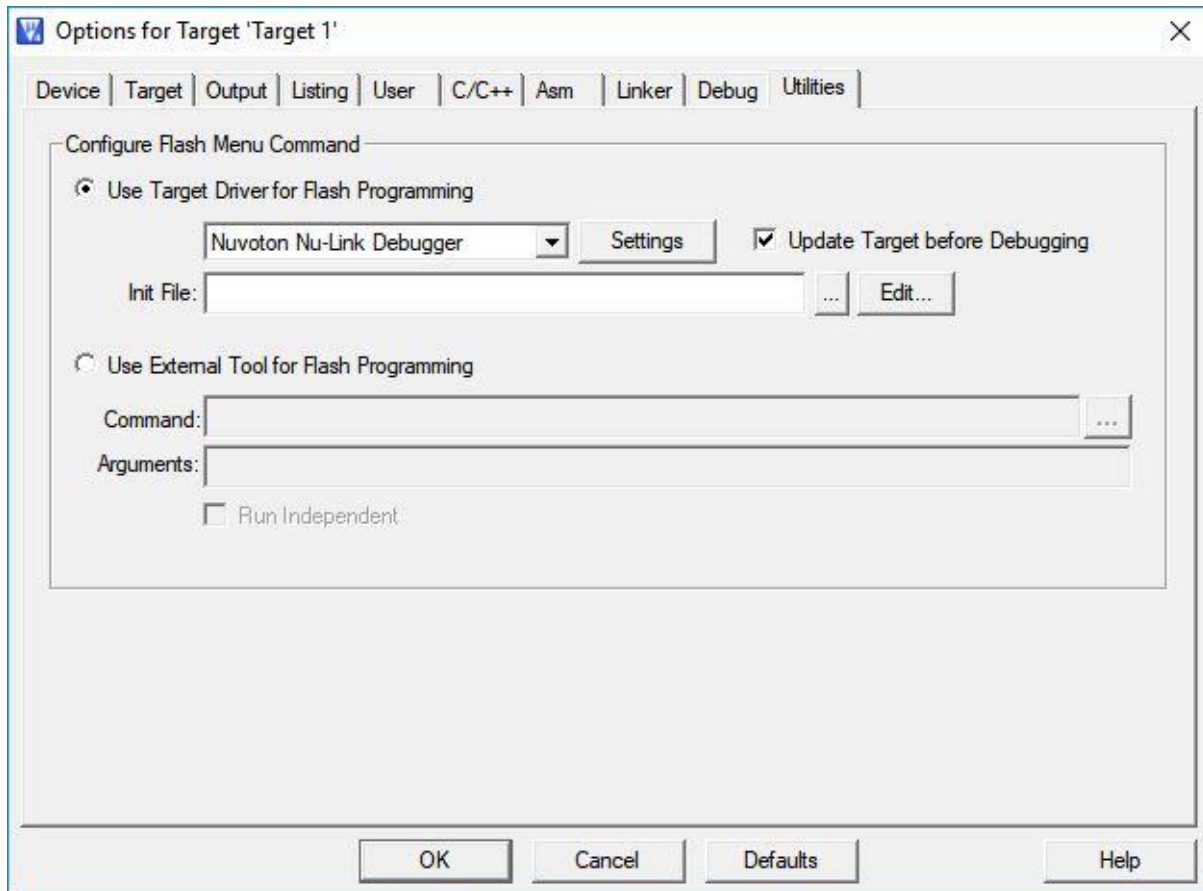 Options for Target 'Target 1'
Device Target Output Listing User C/C++ Asm Linker Debug Utilities
Configure Flash Menu Command
Use Target Driver for Flash Programming
Nuvoton Nu-Link Debugger Settings Update Target before Debugging
Init File: ... Edit...
Use External Tool for Flash Programming
Command: ...
Arguments:
Run Independent
OK Cancel Defaults Help